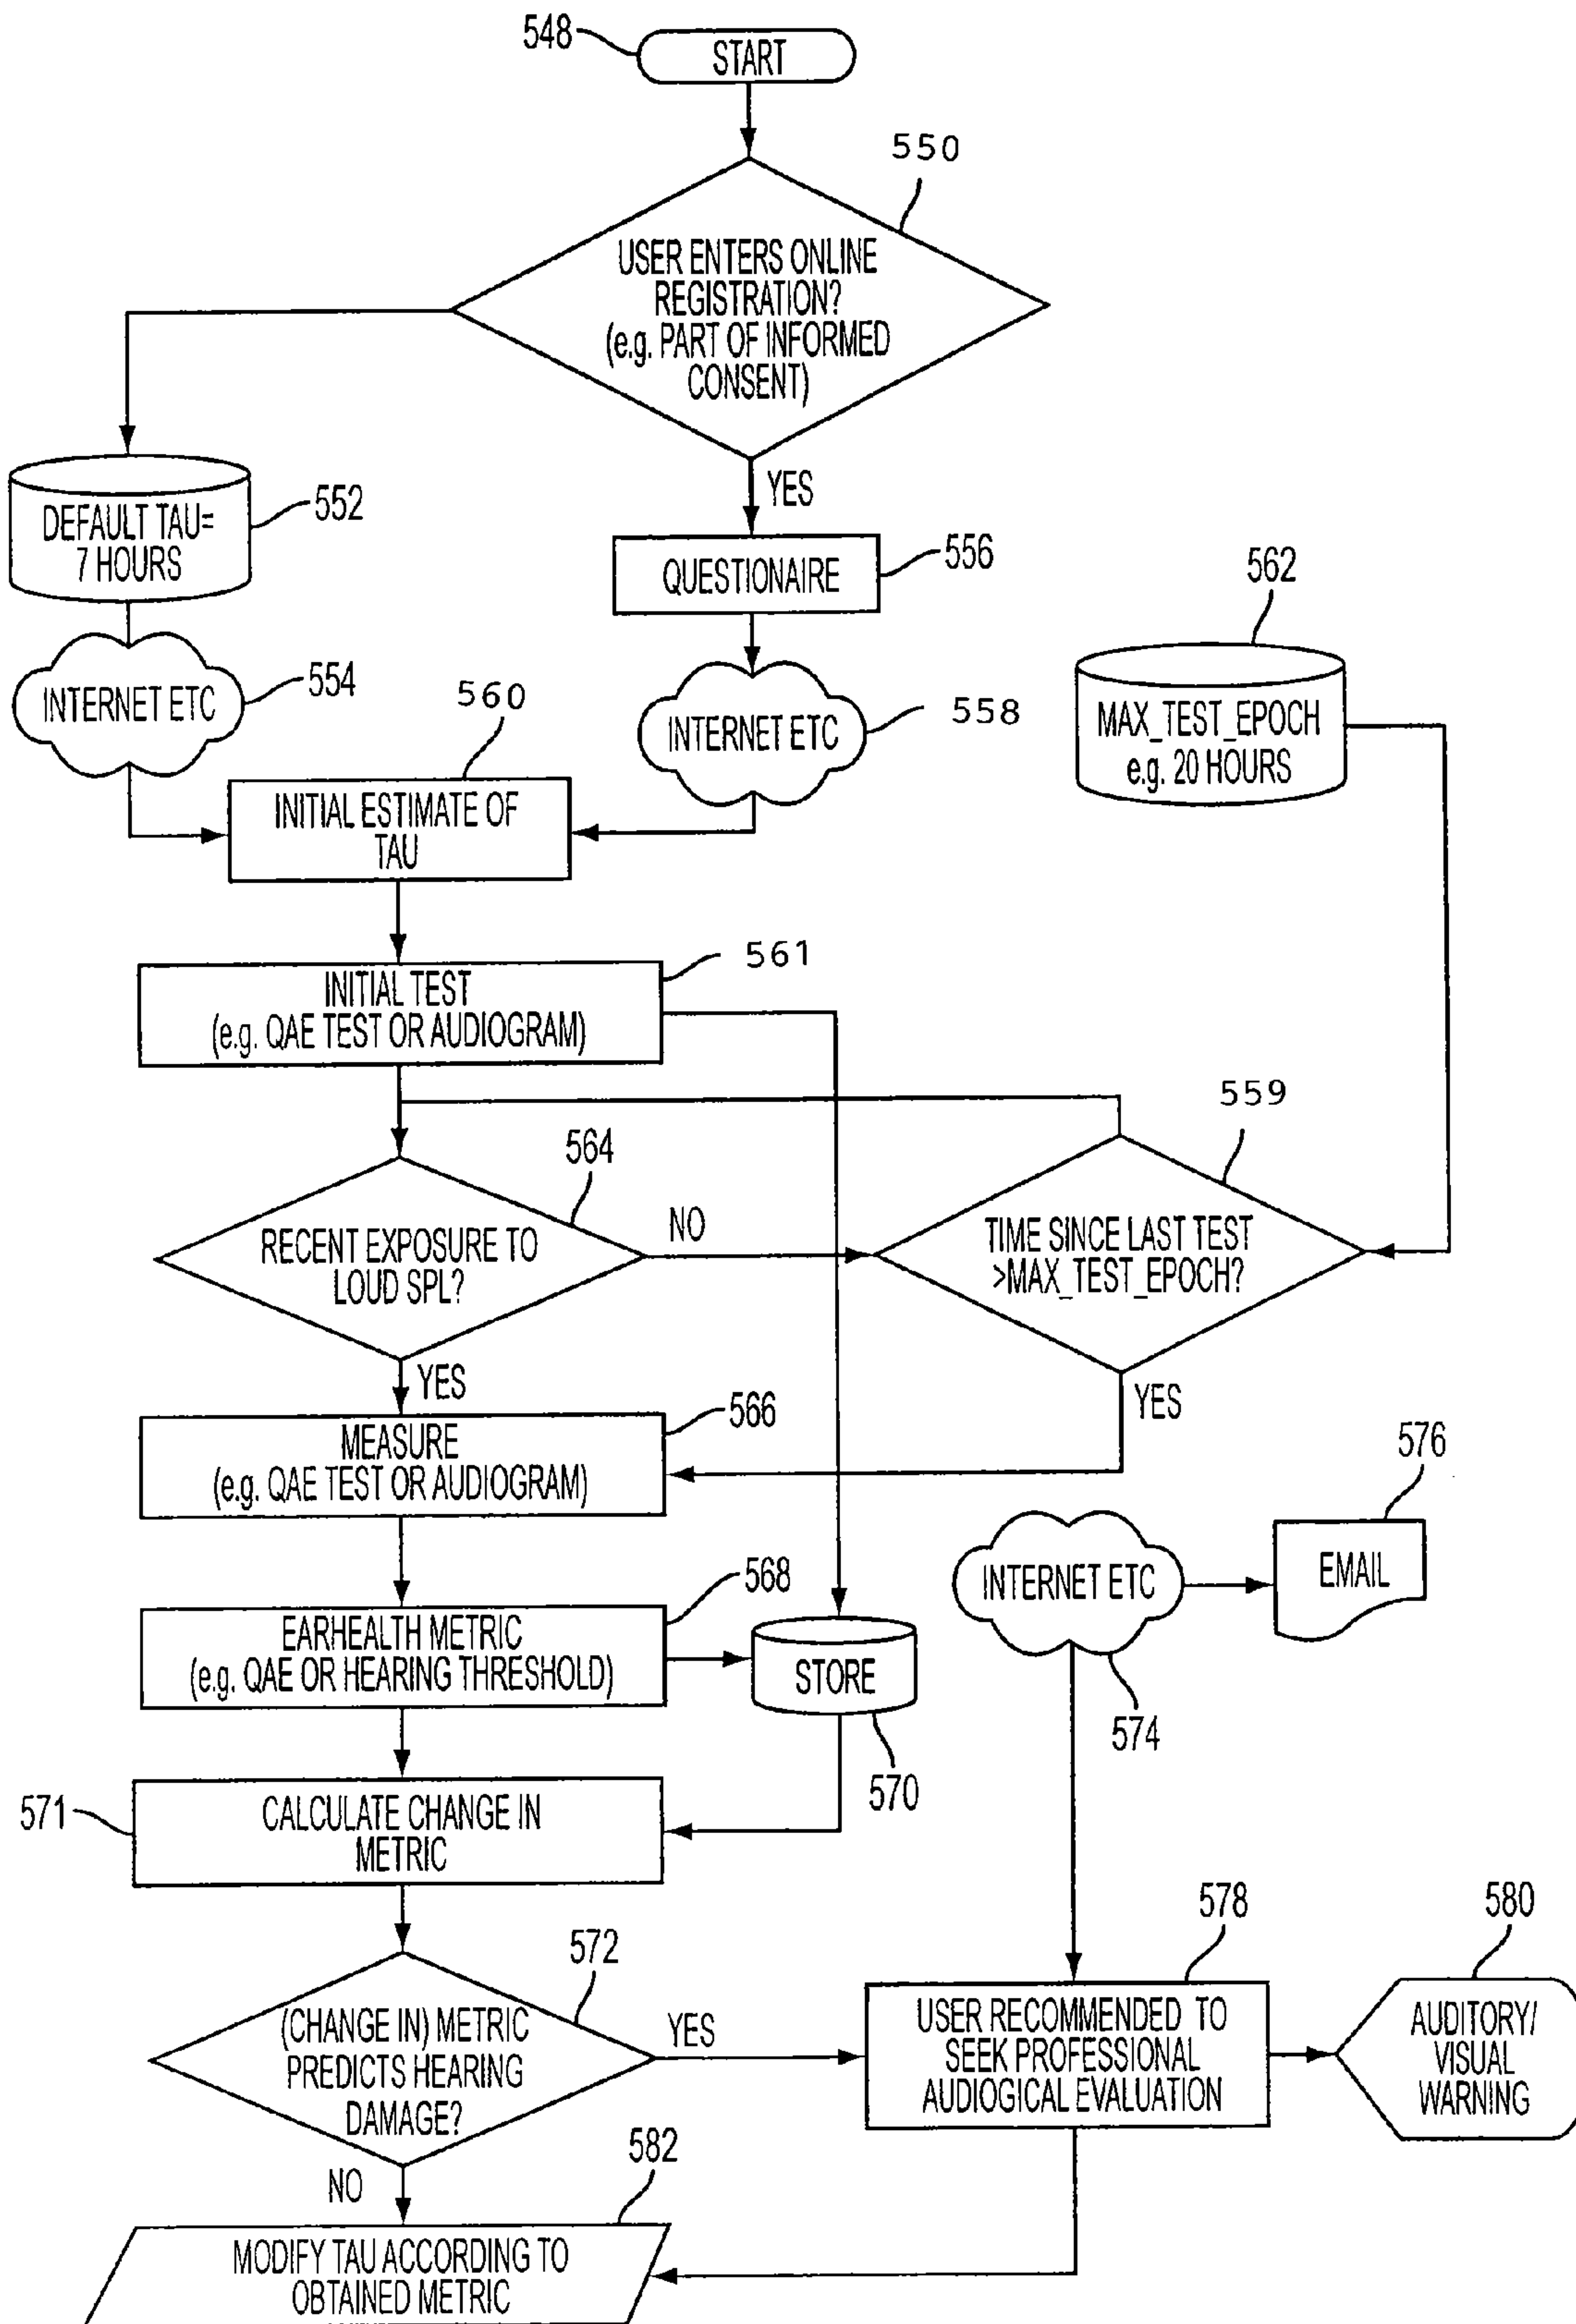 548
START
550
USER ENTERS ONLINE
REGISTRATION?
(e.g. PART OF INFORMED
CONSENT)
YES
DEFAULT TAU=
7 HOURS
552
QUESTIONAIRE
556
562
INTERNET ETC
554
INTERNET ETC
558
MAX_TEST_EPOCH
e.g. 20 HOURS
560
INITIAL ESTIMATE OF
TAU
561
INITIAL TEST
(e.g. QAE TEST OR AUDIOGRAM)
559
564
RECENT EXPOSURE TO
LOUD SPL?
NO
TIME SINCE LAST TEST
>MAX_TEST_EPOCH?
YES
YES
566
MEASURE
(e.g. QAE TEST OR AUDIOGRAM)
576
INTERNET ETC
EMAIL
574
568
EARHEALTH METRIC
(e.g. QAE OR HEARING THRESHOLD)
STORE
570
571
CALCULATE CHANGE IN
METRIC
572
(CHANGE IN) METRIC
PREDICTS HEARING
DAMAGE?
YES
NO
578
USER RECOMMENDED TO
SEEK PROFESSIONAL
AUDIOGICAL EVALUATION
580
AUDITORY/
VISUAL
WARNING
582
MODIFY TAU ACCORDING TO
OBTAINED METRIC